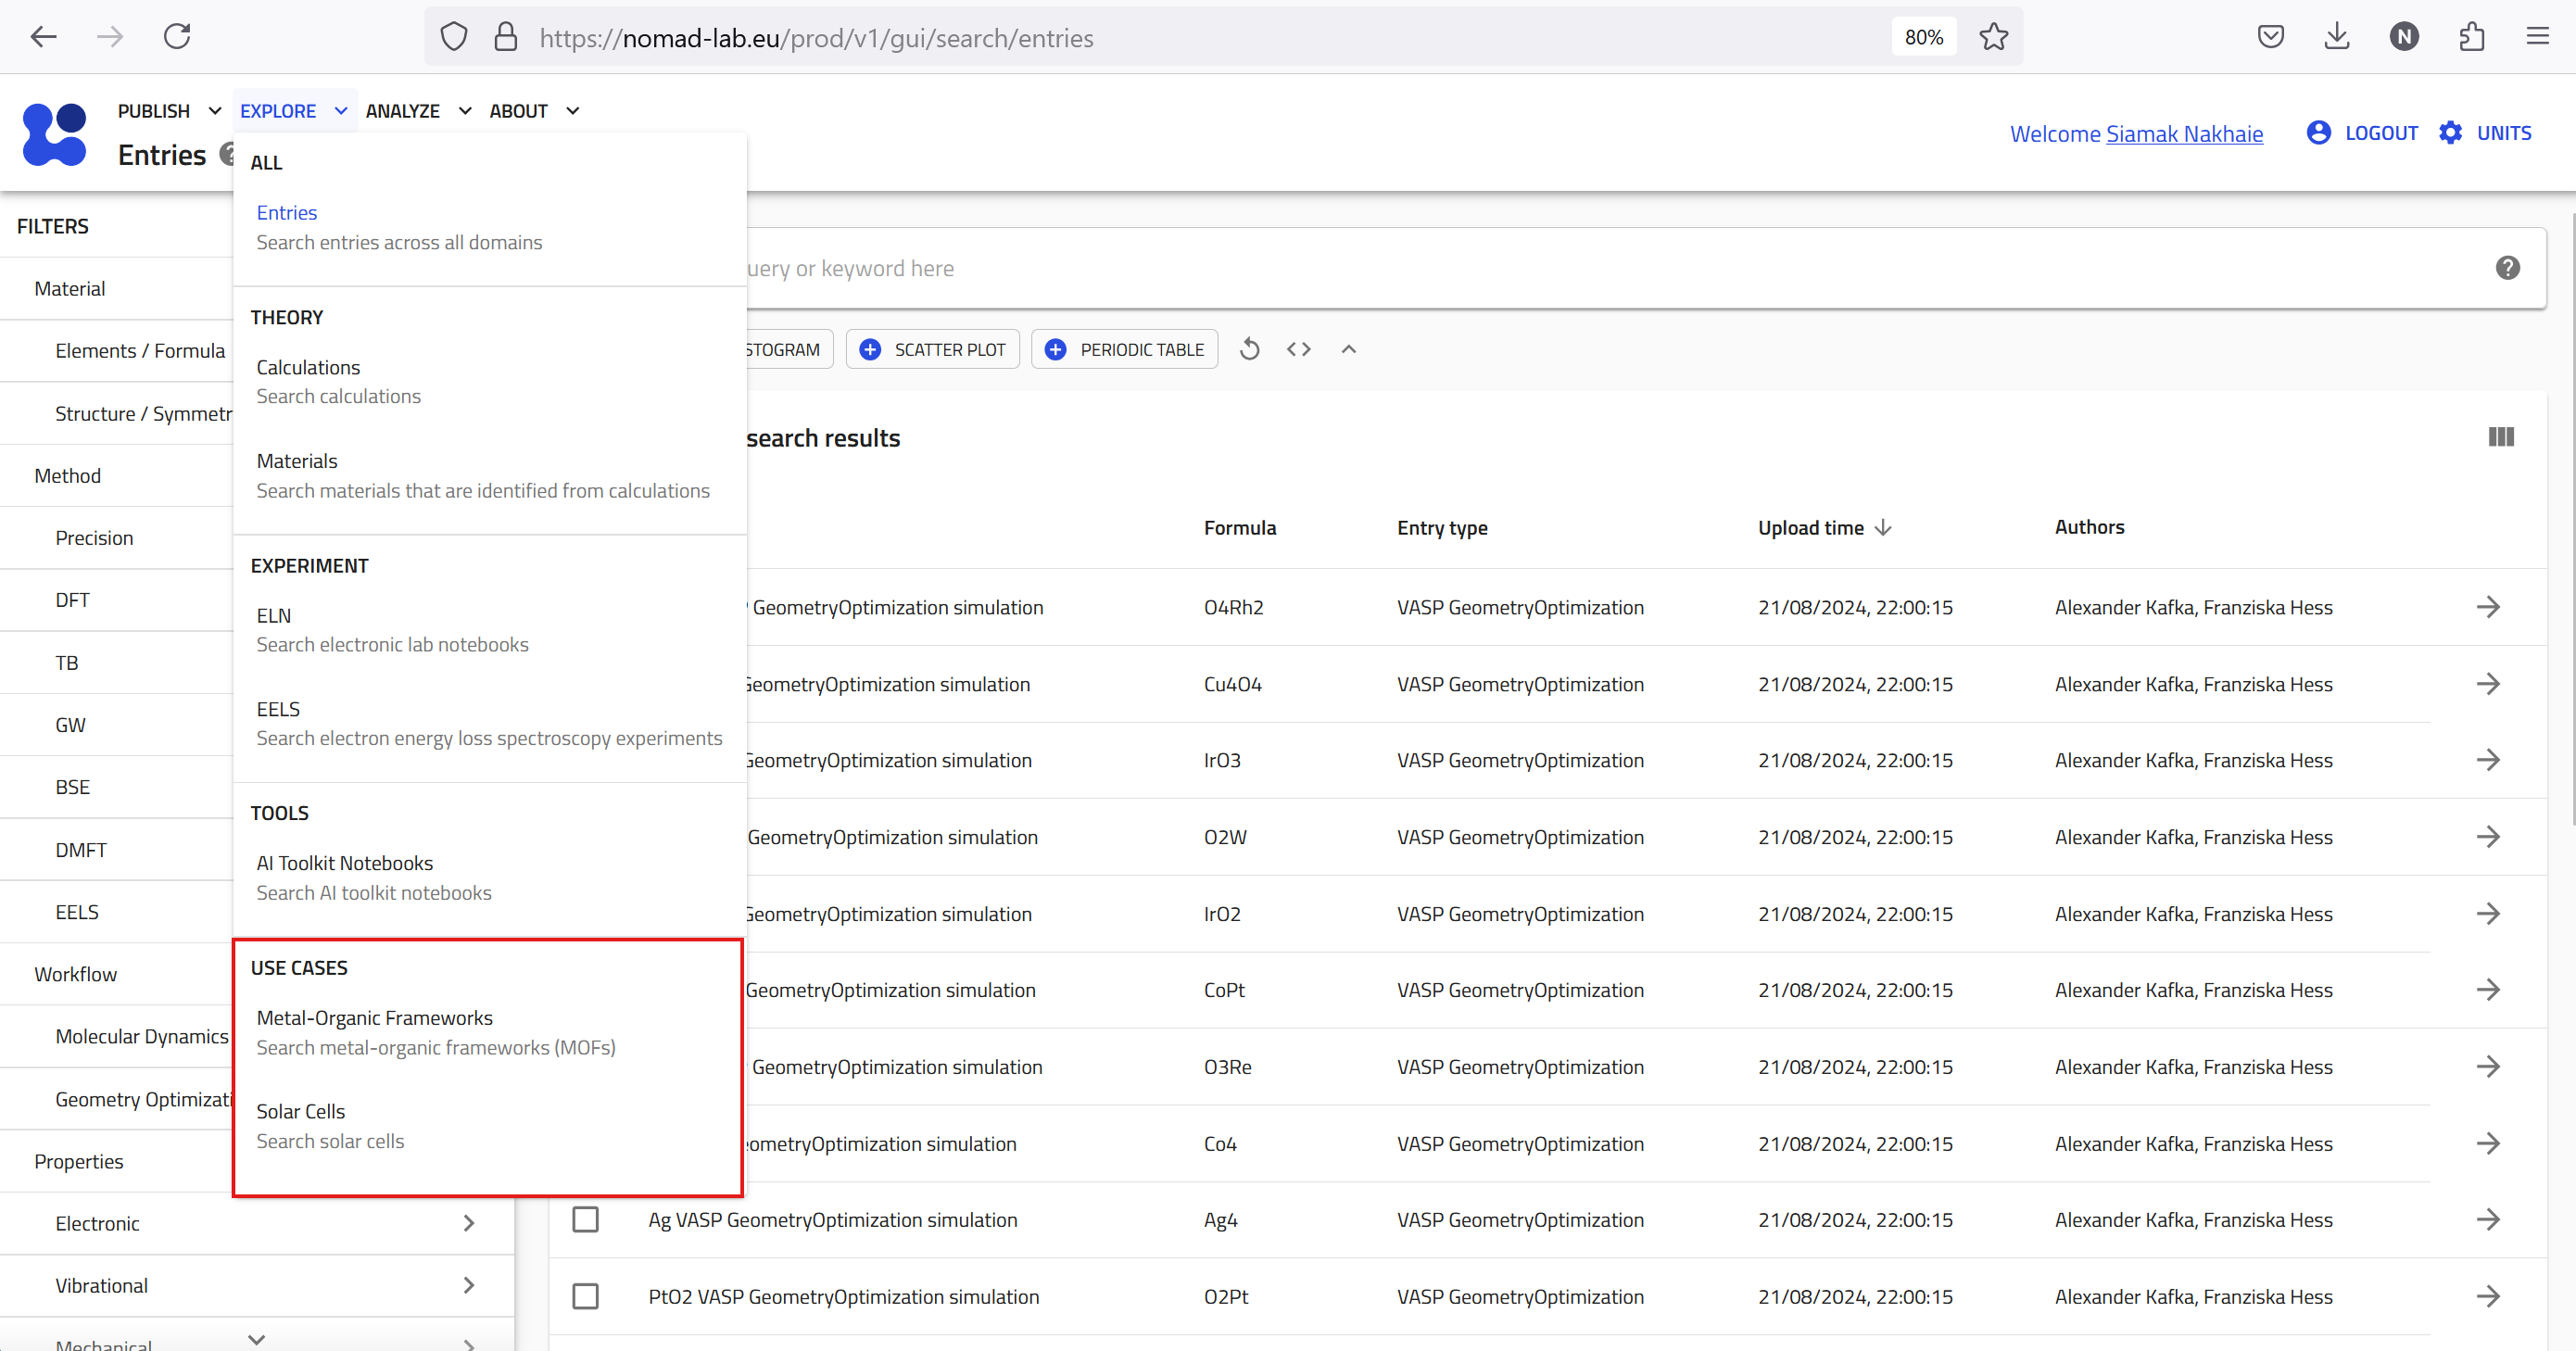 https://nomad-lab.eu/prod/v1/gui/search/entries
80%
N
PUBLISH
EXPLORE
ANALYZE
ABOUT
Entries
Welcome Siamak Nakhaie
LOGOUT
UNITS
ALL
Entries
Search entries across all domains
THEORY
Calculations
Search calculations
Materials
Search materials that are identified from calculations
EXPERIMENT
ELN
Search electronic lab notebooks
EELS
Search electron energy loss spectroscopy experiments
TOOLS
AI Toolkit Notebooks
Search AI toolkit notebooks
USE CASES
Metal-Organic Frameworks
Search metal-organic frameworks (MOFs)
Solar Cells
Search solar cells
FILTERS
Material
Elements / Formula
Structure / Symmetr
Method
Precision
DFT
TB
GW
BSE
DMFT
EELS
Workflow
Molecular Dynamics
Geometry Optimizati
Properties
Electronic
Vibrational
Mechanical
or keyword here
SCATTER PLOT
PERIODIC TABLE
search results
Formula Entry type Upload time Authors
GeometryOptimization simulation O4Rh2 VASP GeometryOptimization 21/08/2024, 22:00:15 Alexander Kafka, Franziska Hess
GeometryOptimization simulation Cu4O4 VASP GeometryOptimization 21/08/2024, 22:00:15 Alexander Kafka, Franziska Hess
GeometryOptimization simulation IrO3 VASP GeometryOptimization 21/08/2024, 22:00:15 Alexander Kafka, Franziska Hess
GeometryOptimization simulation O2W VASP GeometryOptimization 21/08/2024, 22:00:15 Alexander Kafka, Franziska Hess
GeometryOptimization simulation IrO2 VASP GeometryOptimization 21/08/2024, 22:00:15 Alexander Kafka, Franziska Hess
GeometryOptimization simulation CoPt VASP GeometryOptimization 21/08/2024, 22:00:15 Alexander Kafka, Franziska Hess
GeometryOptimization simulation O3Re VASP GeometryOptimization 21/08/2024, 22:00:15 Alexander Kafka, Franziska Hess
eometryOptimization simulation Co4 VASP GeometryOptimization 21/08/2024, 22:00:15 Alexander Kafka, Franziska Hess
Ag VASP GeometryOptimization simulation Ag4 VASP GeometryOptimization 21/08/2024, 22:00:15 Alexander Kafka, Franziska Hess
PtO2 VASP GeometryOptimization simulation O2Pt VASP GeometryOptimization 21/08/2024, 22:00:15 Alexander Kafka, Franziska Hess